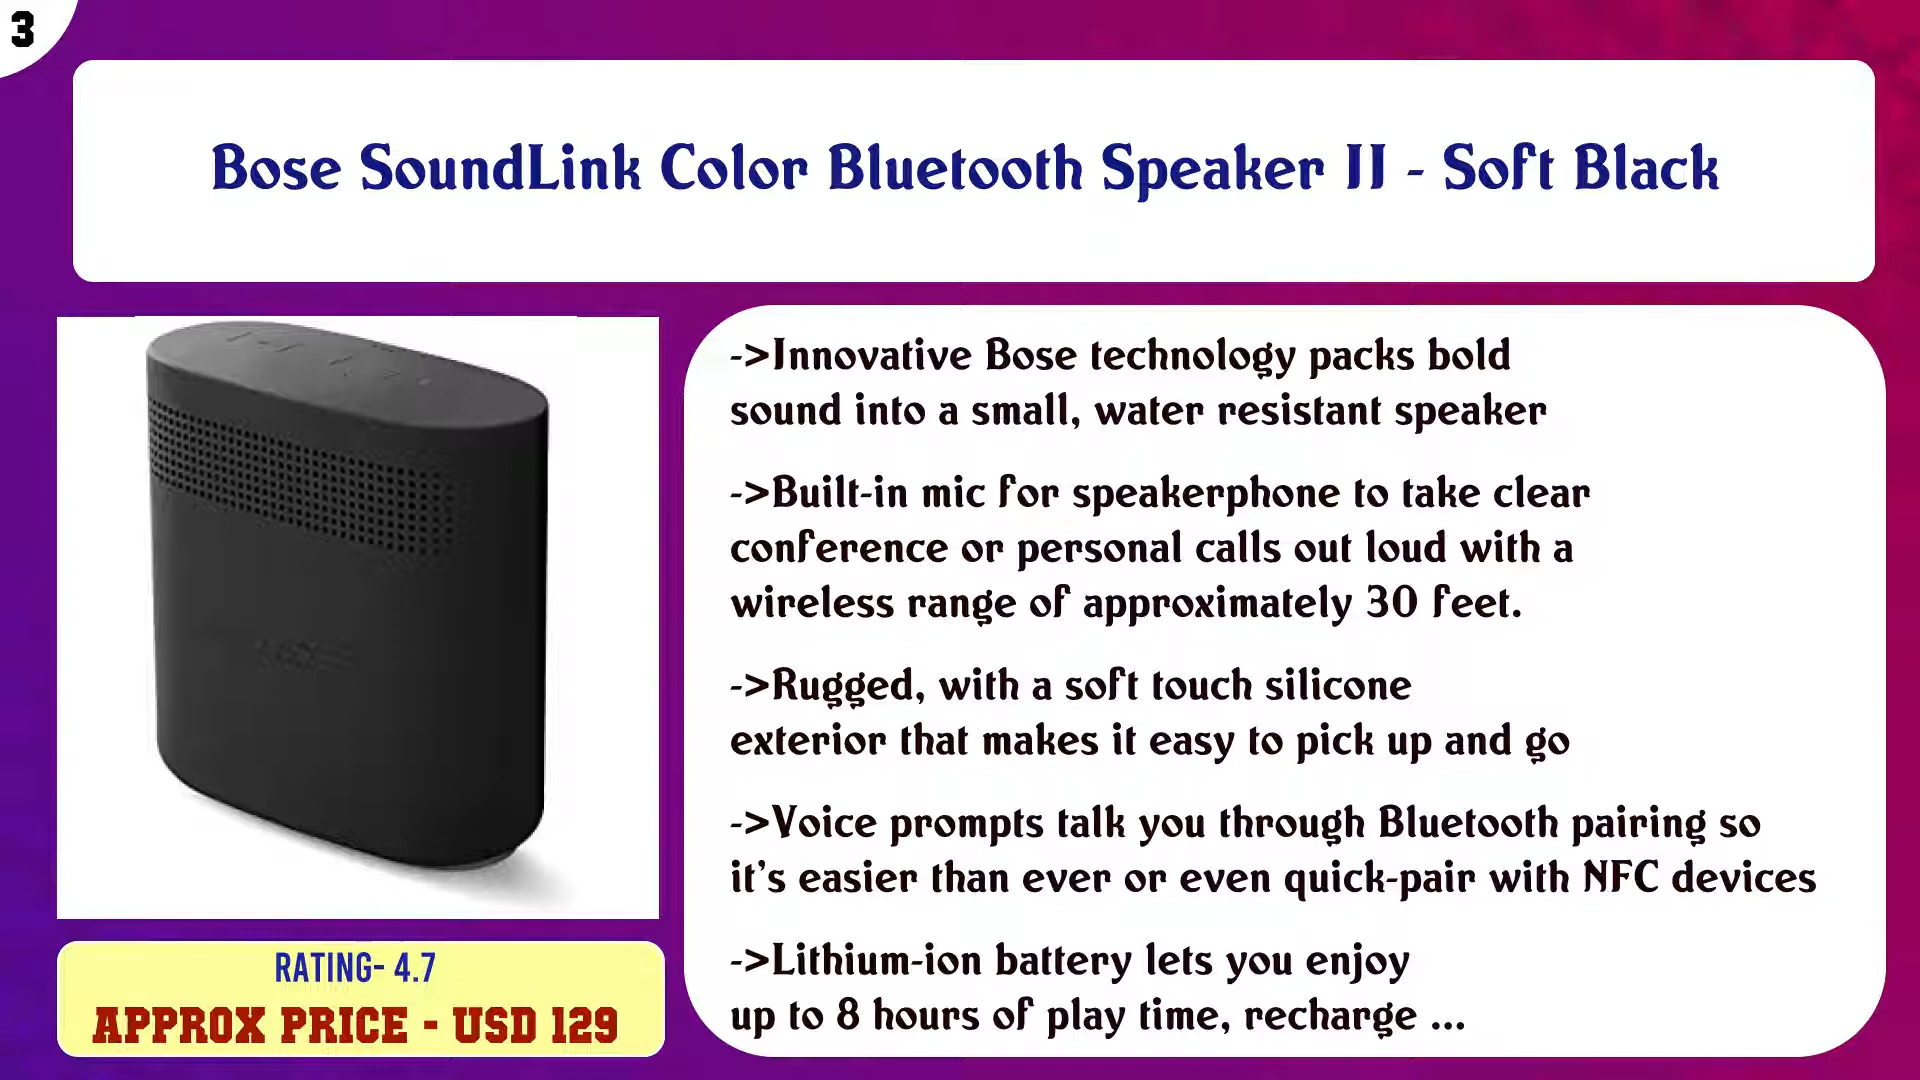 3
Bose SoundLink Color Bluetooth Speaker II - Soft Black
->Innovative Bose technology packs bold
sound into a small, water resistant speaker
->Built-in mic for speakerphone to take clear
conference or personal calls out loud with a
wireless range of approximately 30 feet.
->Rugged, with a soft touch silicone
exterior that makes it easy to pick up and go
->Voice prompts talk you through Bluetooth pairing so
it's easier than ever or even quick-pair with NFC devices
->Lithium-ion battery lets you enjoy
up to 8 hours of play time, recharge ...
RATING- 4.7
APPROX PRICE - USD 129